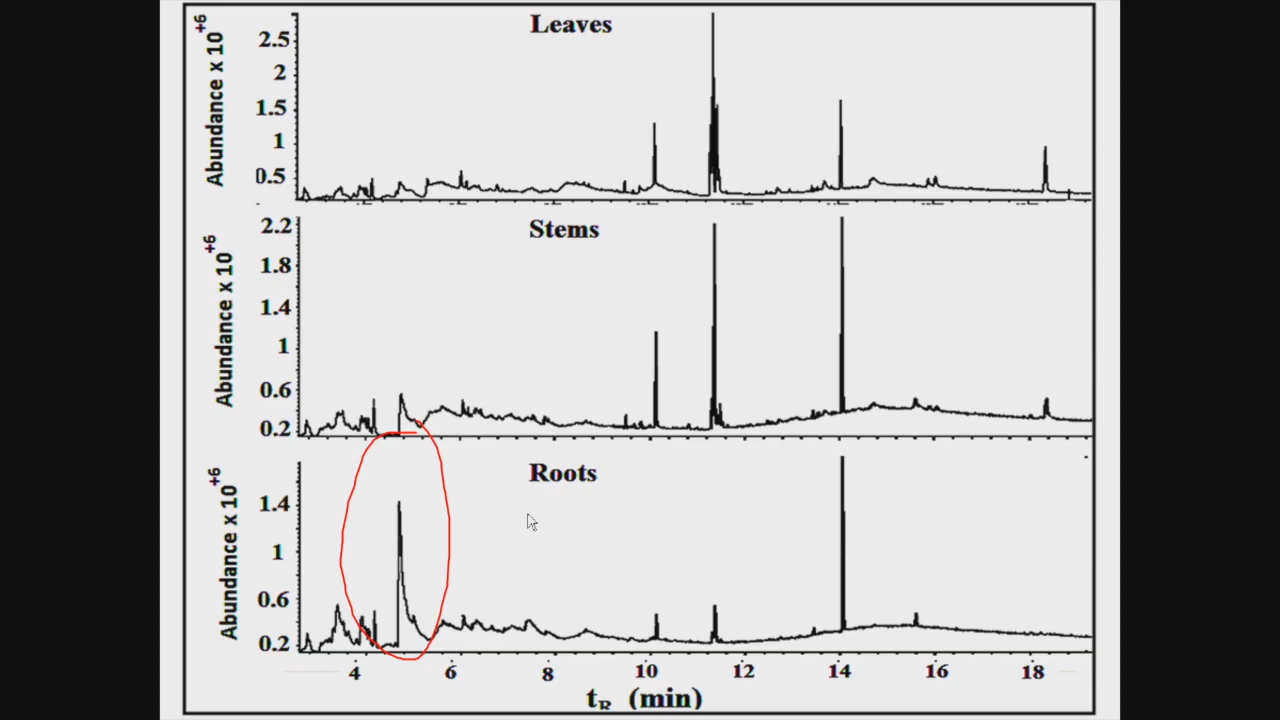 Leaves
Abundance x 10+6
2.5
2
1.5
1
0.5
Stems
Abundance x 10+6
2.2
1.8
1.4
1
0.6
0.2
Roots
Abundance x 10+6
1.4
1
0.6
0.2
4 6 8 10 12 14 16 18
tR (min)